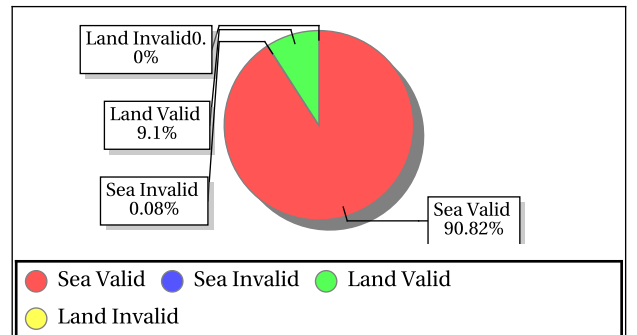 Land Invalid0.
0%
Land Valid
9.1%
Sea Invalid
0.08%
Sea Valid
90.82%
Sea Valid Sea Invalid Land Valid
Land Invalid